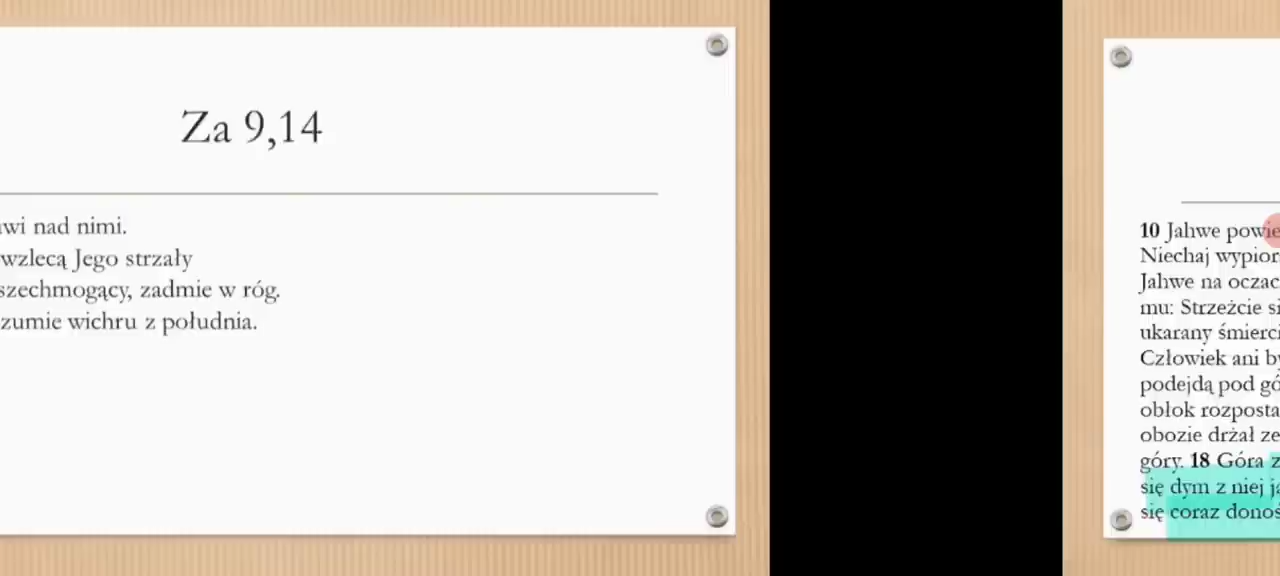 Za 9,14
wi nad nimi.
wzlecą Jego strzały
szechmogący, zadmie w róg.
zumie wichru z południa.
10 Jahwe powie
Niechaj wypior
Jahwe na oczac
mu: Strzeżcie si
ukarany śmierci
Człowiek ani by
podejdą pod gó
obłok rozposta
obozie drżał ze
góry. 18 Góra z
się dym z niej ja
się coraz donoś